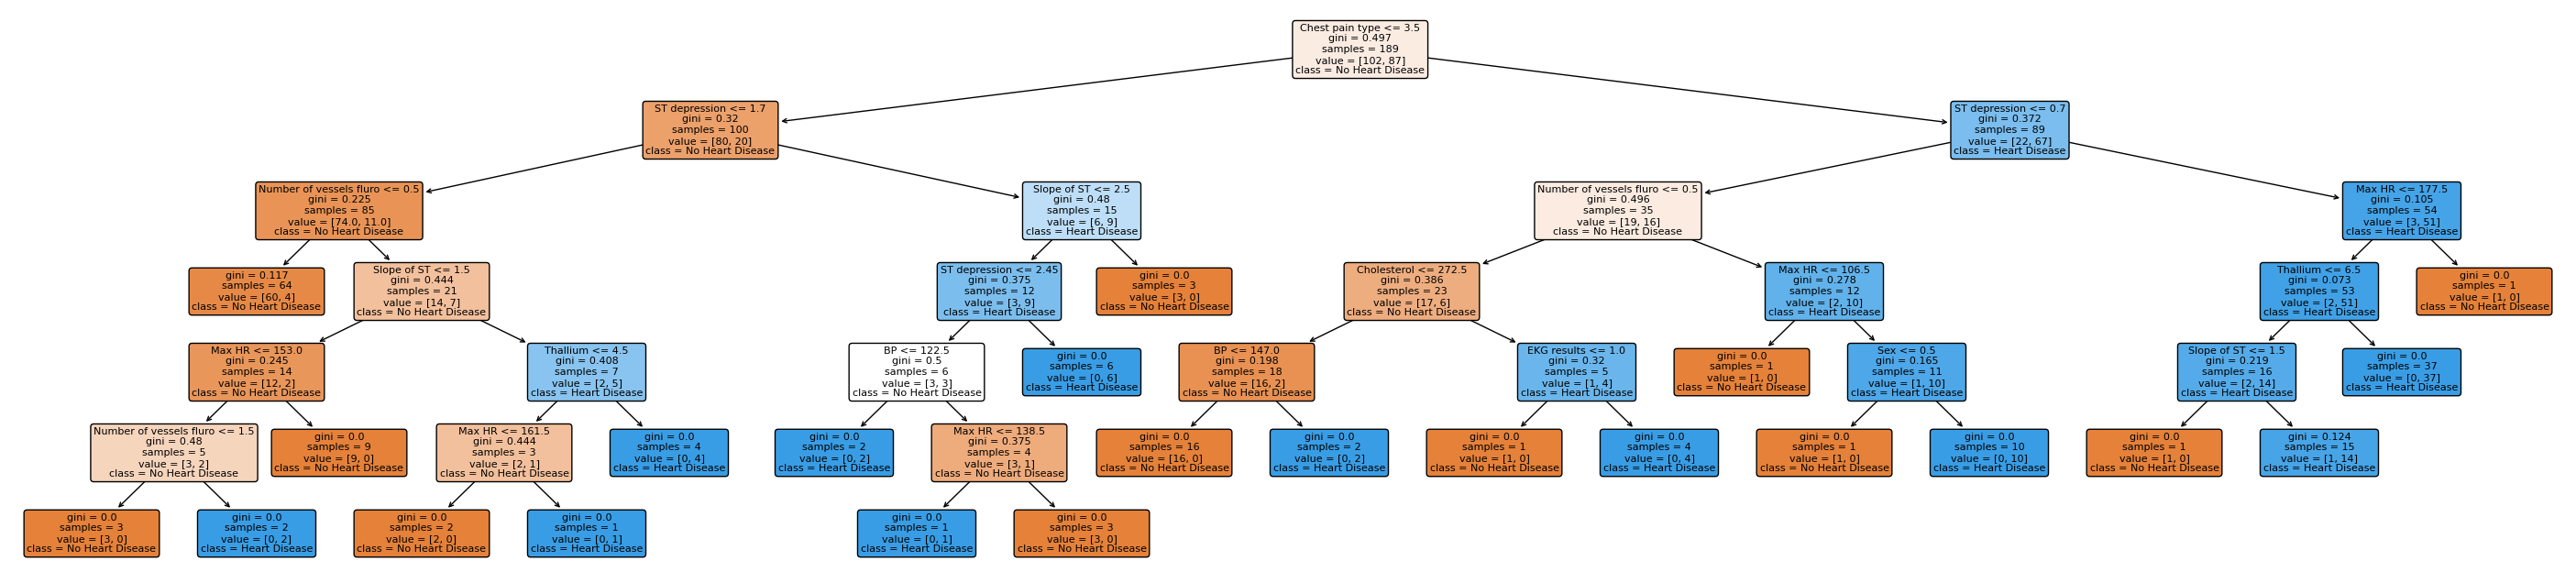 Chest pain type <= 3.5
gini = 0.497
samples = 189
value = [102, 87]
class = No Heart Disease
ST depression <= 1.7
gini = 0.32
samples = 100
value = [80, 20]
class = No Heart Disease
ST depression <= 0.7
gini = 0.372
samples = 89
value = [22, 67]
class = Heart Disease
Number of vessels fluro <= 0.5
gini = 0.225
samples = 85
value = [74.0, 11.0]
class = No Heart Disease
Slope of ST <= 2.5
gini = 0.48
samples = 15
value = [6, 9]
class = Heart Disease
Number of vessels fluro <= 0.5
gini = 0.496
samples = 35
value = [19, 16]
class = No Heart Disease
Max HR <= 177.5
gini = 0.105
samples = 54
value = [3, 51]
class = Heart Disease
gini = 0.117
samples = 64
value = [60, 4]
class = No Heart Disease
Slope of ST <= 1.5
gini = 0.444
samples = 21
value = [14, 7]
class = No Heart Disease
ST depression <= 2.45
gini = 0.375
samples = 12
value = [3, 9]
class = Heart Disease
gini = 0.0
samples = 3
value = [3, 0]
class = No Heart Disease
Cholesterol <= 272.5
gini = 0.386
samples = 23
value = [17, 6]
class = No Heart Disease
Max HR <= 106.5
gini = 0.278
samples = 12
value = [2, 10]
class = Heart Disease
Thallium <= 6.5
gini = 0.073
samples = 53
value = [2, 51]
class = Heart Disease
gini = 0.0
samples = 1
value = [1, 0]
class = No Heart Disease
Max HR <= 153.0
gini = 0.245
samples = 14
value = [12, 2]
class = No Heart Disease
Thallium <= 4.5
gini = 0.408
samples = 7
value = [2, 5]
class = Heart Disease
BP <= 122.5
gini = 0.5
samples = 6
value = [3, 3]
class = No Heart Disease
gini = 0.0
samples = 6
value = [0, 6]
class = Heart Disease
BP <= 147.0
gini = 0.198
samples = 18
value = [16, 2]
class = No Heart Disease
EKG results <= 1.0
gini = 0.32
samples = 5
value = [1, 4]
class = Heart Disease
gini = 0.0
samples = 1
value = [1, 0]
class = No Heart Disease
Sex <= 0.5
gini = 0.165
samples = 11
value = [1, 10]
class = Heart Disease
Slope of ST <= 1.5
gini = 0.219
samples = 16
value = [2, 14]
class = Heart Disease
gini = 0.0
samples = 37
value = [0, 37]
class = Heart Disease
Number of vessels fluro <= 1.5
gini = 0.48
samples = 5
value = [3, 2]
class = No Heart Disease
gini = 0.0
samples = 9
value = [9, 0]
class = No Heart Disease
Max HR <= 161.5
gini = 0.444
samples = 3
value = [2, 1]
class = No Heart Disease
gini = 0.0
samples = 4
value = [0, 4]
class = Heart Disease
gini = 0.0
samples = 2
value = [0, 2]
class = Heart Disease
Max HR <= 138.5
gini = 0.375
samples = 4
value = [3, 1]
class = No Heart Disease
gini = 0.0
samples = 16
value = [16, 0]
class = No Heart Disease
gini = 0.0
samples = 2
value = [0, 2]
class = Heart Disease
gini = 0.0
samples = 1
value = [1, 0]
class = No Heart Disease
gini = 0.0
samples = 4
value = [0, 4]
class = Heart Disease
gini = 0.0
samples = 1
value = [1, 0]
class = No Heart Disease
gini = 0.0
samples = 10
value = [0, 10]
class = Heart Disease
gini = 0.0
samples = 1
value = [1, 0]
class = No Heart Disease
gini = 0.124
samples = 15
value = [1, 14]
class = Heart Disease
gini = 0.0
samples = 3
value = [3, 0]
class = No Heart Disease
gini = 0.0
samples = 2
value = [0, 2]
class = Heart Disease
gini = 0.0
samples = 2
value = [2, 0]
class = No Heart Disease
gini = 0.0
samples = 1
value = [0, 1]
class = Heart Disease
gini = 0.0
samples = 1
value = [0, 1]
class = Heart Disease
gini = 0.0
samples = 3
value = [3, 0]
class = No Heart Disease